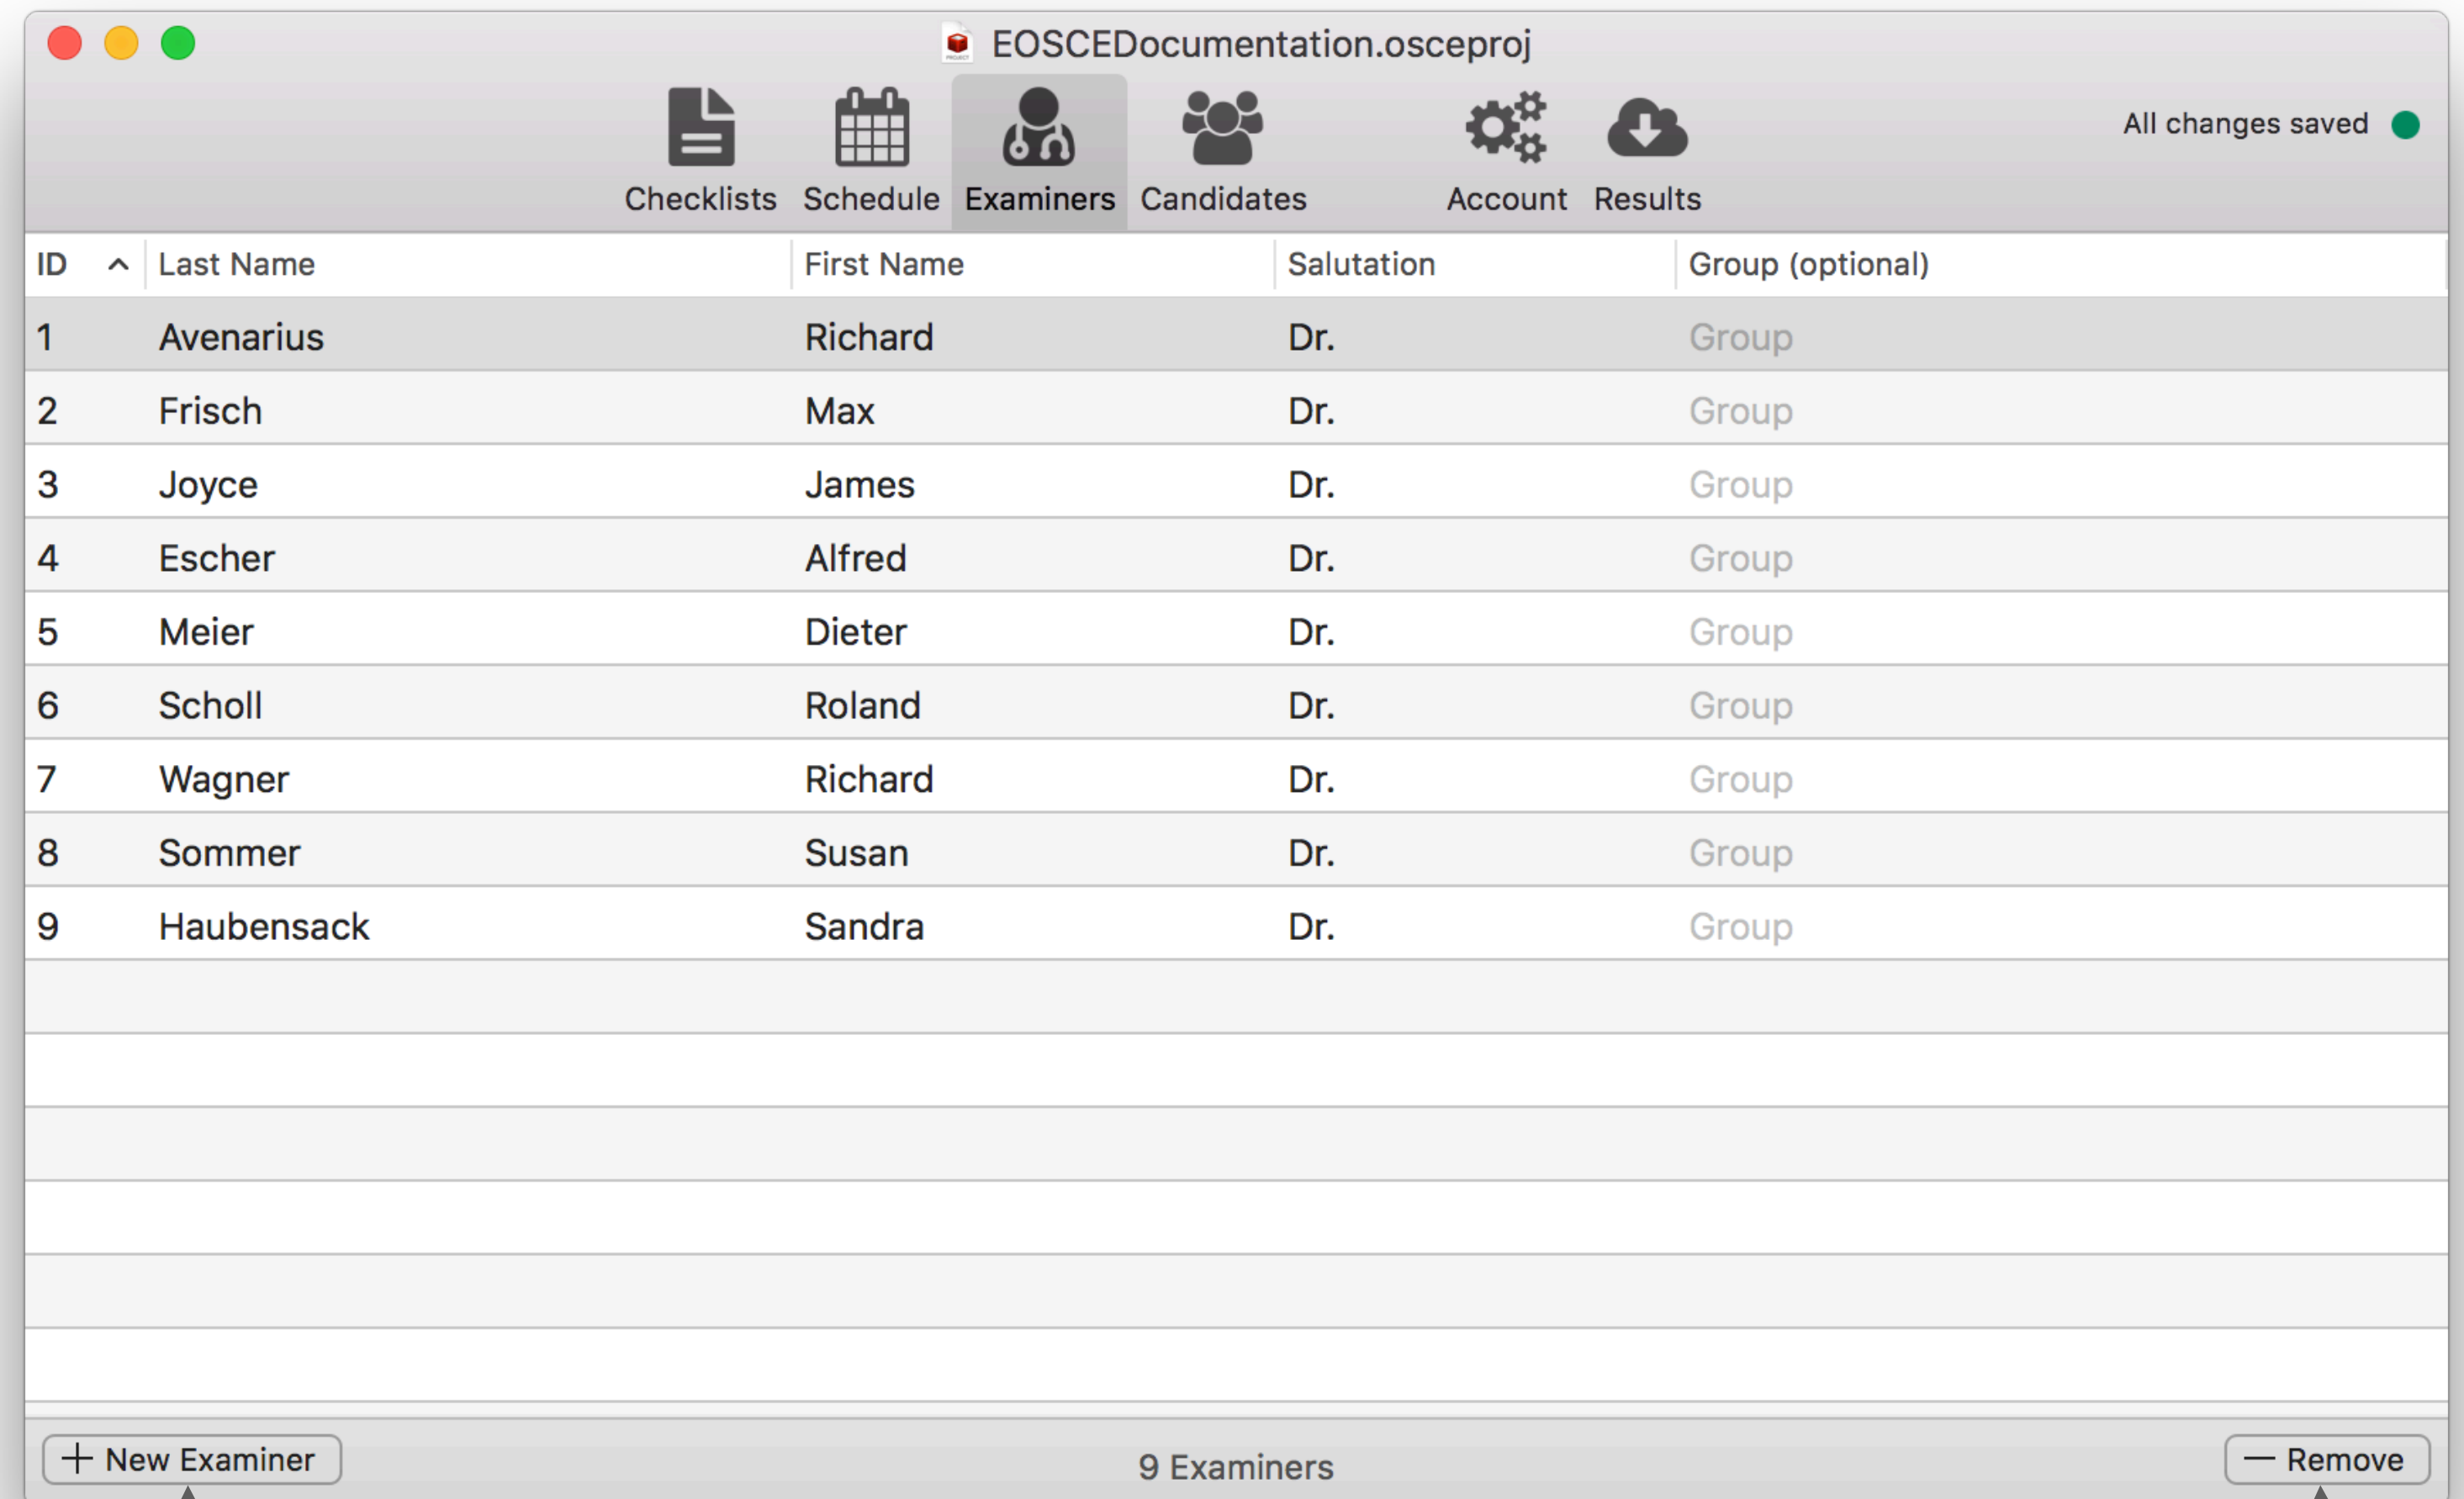 EOSCEDocumentation.osceproj
All changes saved
Checklists Schedule Examiners Candidates Account Results
ID Last Name First Name Salutation Group (optional)
1 Avenarius Richard Dr. Group
2 Frisch Max Dr. Group
3 Joyce James Dr. Group
4 Escher Alfred Dr. Group
5 Meier Dieter Dr. Group
6 Scholl Roland Dr. Group
7 Wagner Richard Dr. Group
8 Sommer Susan Dr. Group
9 Haubensack Sandra Dr. Group
+ New Examiner 9 Examiners — Remove